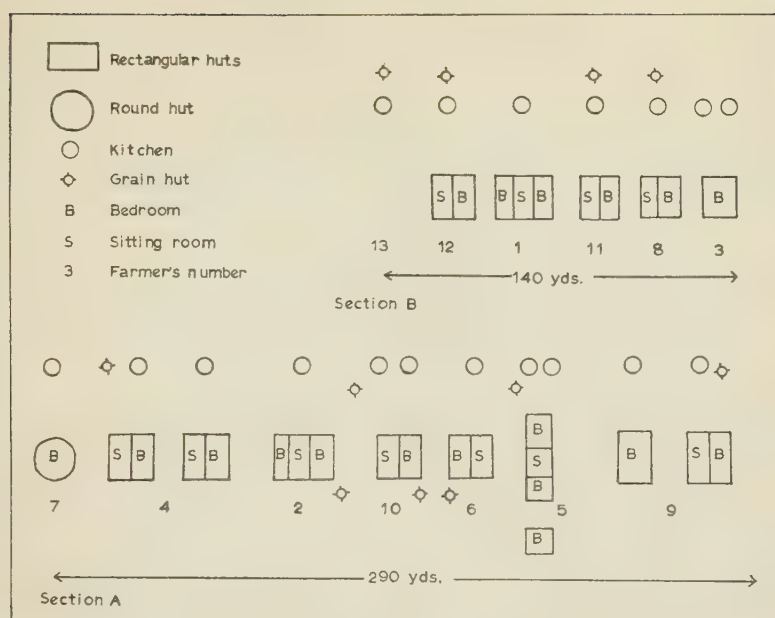 Rectangular huts
Round hut
Kitchen
Grain hut
B Bedroom
S Sitting room
3 Farmer's number
S B B S B S B S B B
13 12 1 11 8 3
140 yds.
Section B
B S B S B B S B S B B S B S B B S B
B
S
B
B
7 4 2 10 6 5 9
290 yds.
Section A